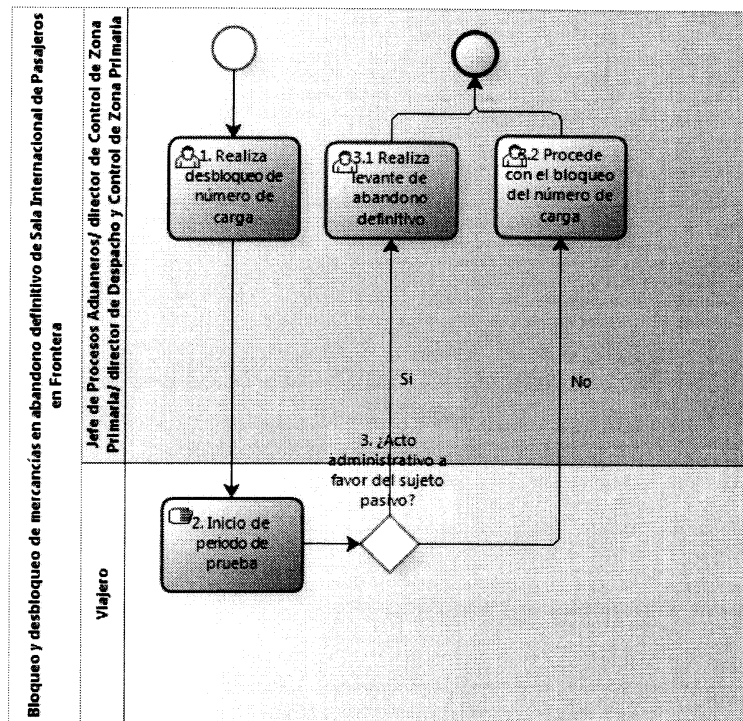 Bloqueo y desbloqueo de mercancías en abandono definitivo de Sala Internacional de Pasajeros
en Frontera
Jefe de Procesos Aduaneros/ director de Control de Zona
Primaria/ director de Despacho y Control de Zona Primaria
1. Realiza
desbloqueo de
número de
carga
3.1 Realiza
levante de
abandono
definitivo
3.2 Procede
con el bloqueo
del número de
carga
Si
No
3. ¿Acto
administrativo a
favor del sujeto
pasivo?
Viajero
2. Inicio de
periodo de
prueba